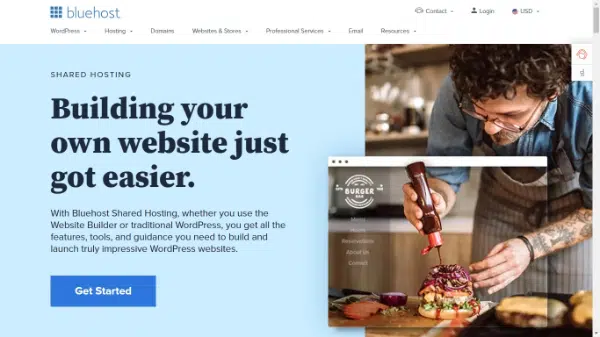 bluehost
Contact
Login
USD
WordPress
Hosting
Domains
Websites & Stores
Professional Services
Email
Resources
SHARED HOSTING
Building your
own website just
got easier.
With Bluehost Shared Hosting, whether you use the
Website Builder or traditional WordPress, you get all the
features, tools, and guidance you need to build and
launch truly impressive WordPress websites.
Get Started
BURGER
BAR
Menu
Reservations
About Us
Contact